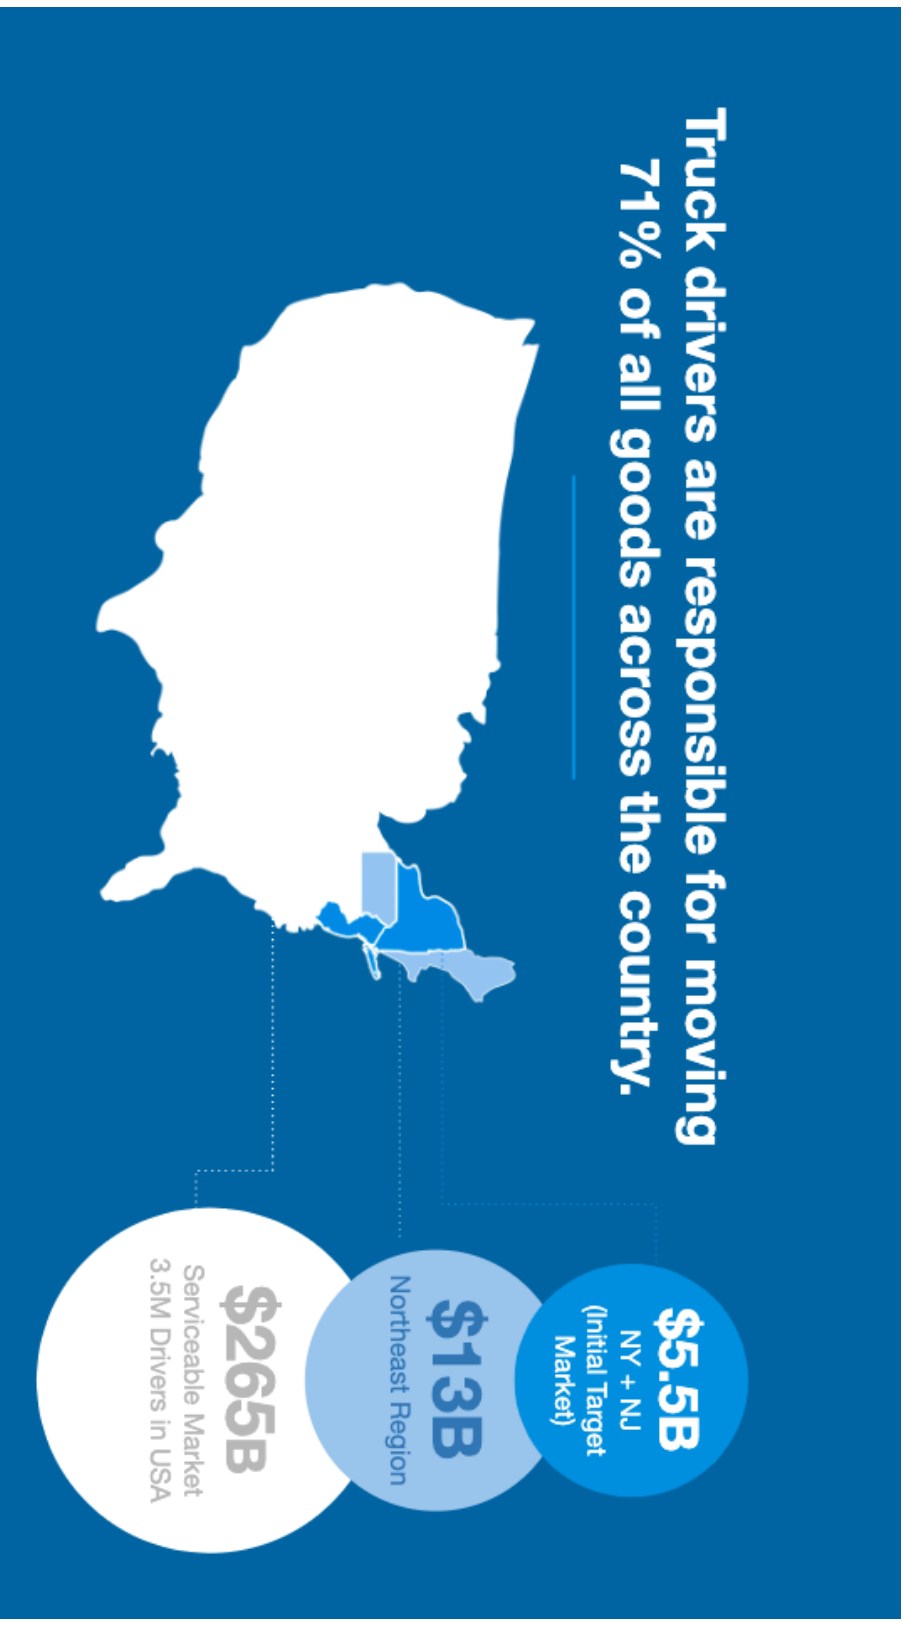 Truck drivers are responsible for moving
71% of all goods across the country.
$5.5B
NY + NJ
(Initial Target
Market)
$13B
Northeast Region
$265B
Serviceable Market
3.5M Drivers in USA